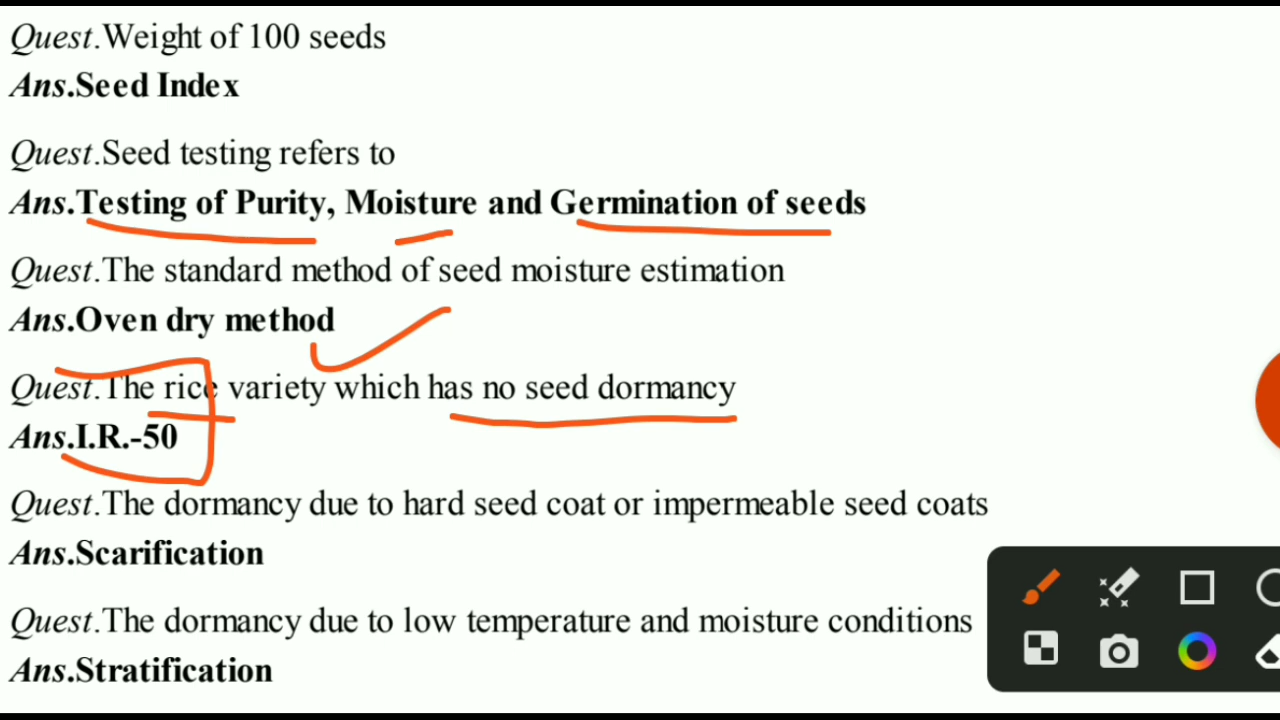 Quest.Weight of 100 seeds
Ans.Seed Index
Quest.Seed testing refers to
Ans.Testing of Purity, Moisture and Germination of seeds
Quest.The standard method of seed moisture estimation
Ans.Oven dry method
Quest.The rice variety which has no seed dormancy
Ans.I.R.-50
Quest.The dormancy due to hard seed coat or impermeable seed coats
Ans.Scarification
Quest.The dormancy due to low temperature and moisture conditions
Ans.Stratification